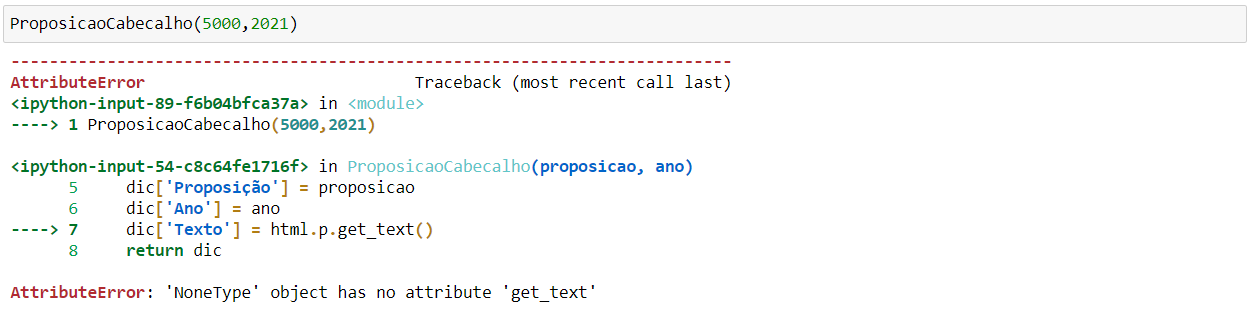 ProposicaoCabecalho(5000,2021)
---------------------------------------------------------------------------
AttributeError                            Traceback (most recent call last)
<ipython-input-89-f6b04bfca37a> in <module>
----> 1 ProposicaoCabecalho(5000,2021)
<ipython-input-54-c8c64fe1716f> in ProposicaoCabecalho(proposicao, ano)
      5     dic['Proposição'] = proposicao
      6     dic['Ano'] = ano
----> 7     dic['Texto'] = html.p.get_text()
      8     return dic
AttributeError: 'NoneType' object has no attribute 'get_text'